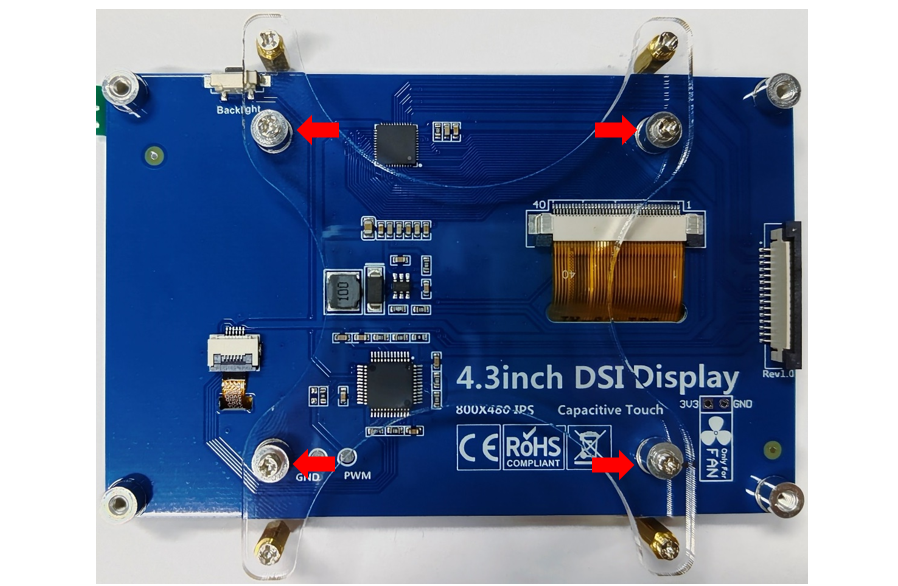 Backlight
40 1
100
4.3inch DSI Display
Rev1.0
800X480 IPS Capacitive Touch
3V3 GND
CE RoHS
COMPLIANT
Only For
FAN
GND PWM